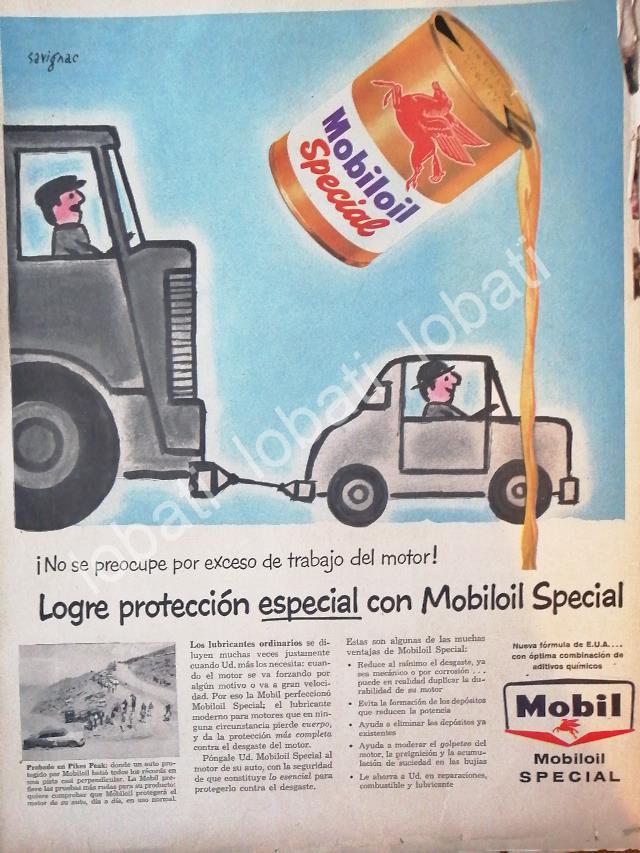 savignac
Mobiloil
Special
lobati lobati lobati lobati
¡No se preocupe por exceso de trabajo del motor!
Logre protección especial con Mobiloil Special
Probado en Pikes Peak: donde un auto pro-
tegido por Mobiloil batió todos los récords en
una pista casi perpendicular. La Mobil pre-
fiere las pruebas más rudas para su producto:
quiere comprobar que Mobiloil protegerá el
motor de su auto, día a día, en uso normal.
Los lubricantes ordinarios se di-
luyen muchas veces justamente
cuando Ud. más los necesita: cuan-
do el motor se va forzando por
algún motivo o va a gran veloci-
dad. Por eso la Mobil perfeccionó
Mobiloil Special; el lubricante
moderno para motores que en nin-
guna circunstancia pierde cuerpo,
y da la protección más completa
contra el desgaste del motor.
Póngale Ud. Mobiloil Special al
motor de su auto, con la seguridad
de que constituye lo esencial para
protegerlo contra el desgaste.
Estas son algunas de las muchas
ventajas de Mobiloil Special:
• Reduce al mínimo el desgaste, ya
sea mecánico o por corrosión ...
puede en realidad duplicar la du-
rabilidad de su motor
• Evita la formación de los depósitos
que reducen la potencia
• Ayuda a eliminar los depósitos ya
existentes
• Ayuda a moderar el golpeteo del
motor, la preignición y la acumu-
lación de suciedad en las bujías
• Le ahorra a Ud. en reparaciones,
combustible y lubricante
Nueva fórmula de E.U.A. ...
con óptima combinación de
aditivos químicos
Mobil
Mobiloil
SPECIAL